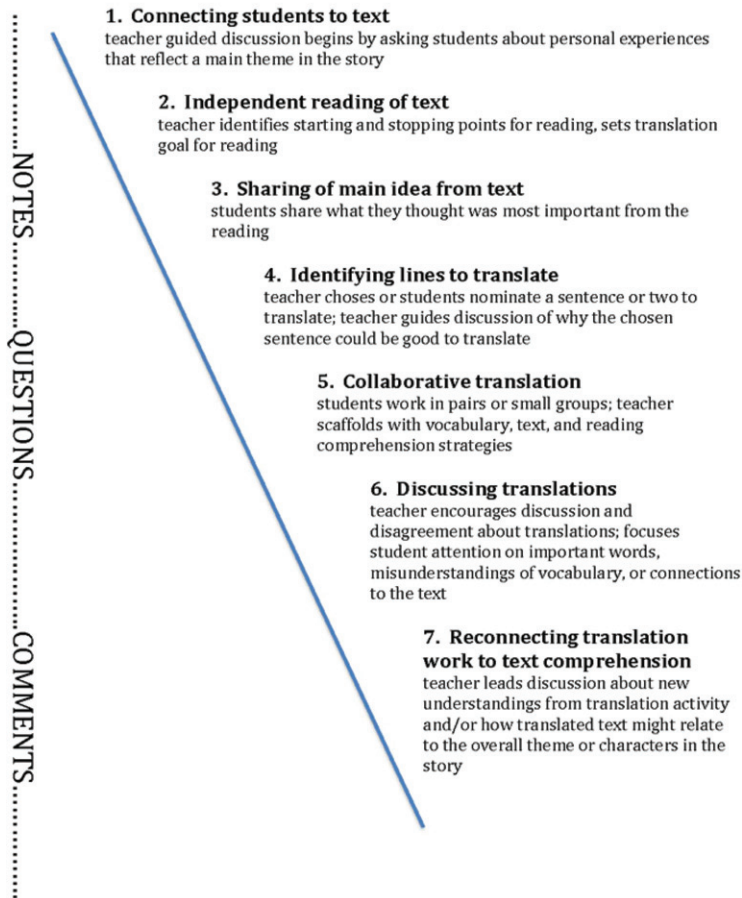 1. Connecting students to text
teacher guided discussion begins by asking students about personal experiences
that reflect a main theme in the story
2. Independent reading of text
teacher identifies starting and stopping points for reading, sets translation
goal for reading
3. Sharing of main idea from text
students share what they thought was most important from the
reading
4. Identifying lines to translate
teacher choses or students nominate a sentence or two to
translate; teacher guides discussion of why the chosen
sentence could be good to translate
5. Collaborative translation
students work in pairs or small groups; teacher
scaffolds with vocabulary, text, and reading
comprehension strategies
6. Discussing translations
teacher encourages discussion and
disagreement about translations; focuses
student attention on important words,
misunderstandings of vocabulary, or connections
to the text
7. Reconnecting translation
work to text comprehension
teacher leads discussion about new
understandings from translation activity
and/or how translated text might relate
to the overall theme or characters in the
story
..............................NOTES................QUESTIONS..............................COMMENTS......................